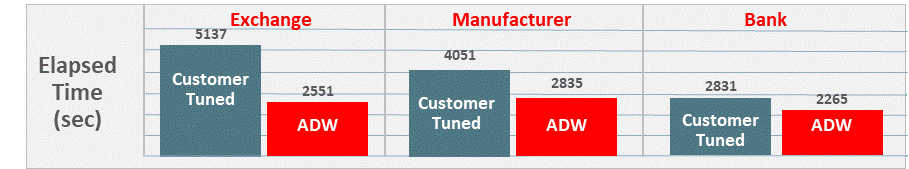 Exchange
Manufacturer
Bank
Elapsed
Time
(sec)
5137
Customer
Tuned
2551
ADW
4051
Customer
Tuned
2835
ADW
2831
Customer
Tuned
2265
ADW